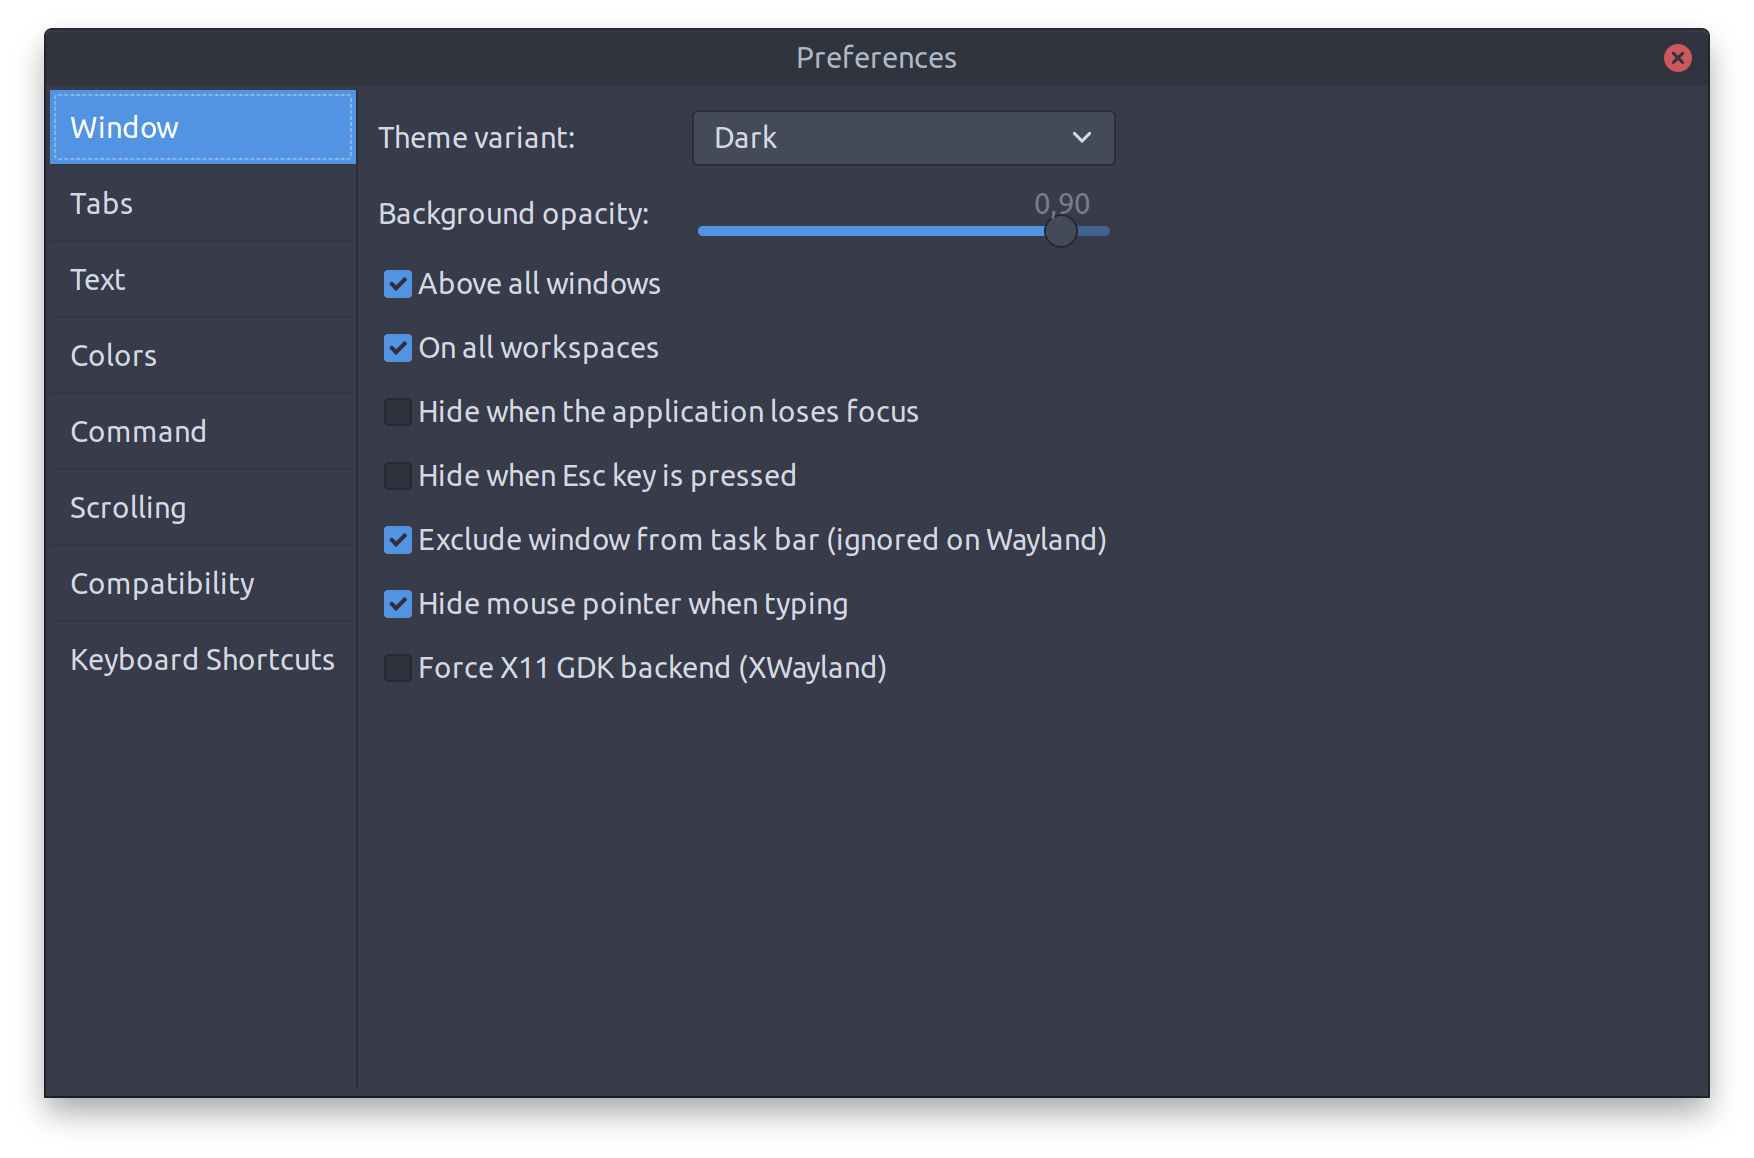 Preferences
Window
Tabs
Text
Colors
Command
Scrolling
Compatibility
Keyboard Shortcuts
Theme variant:
Dark
Background opacity:
0,90
Above all windows
On all workspaces
Hide when the application loses focus
Hide when Esc key is pressed
Exclude window from task bar (ignored on Wayland)
Hide mouse pointer when typing
Force X11 GDK backend (XWayland)